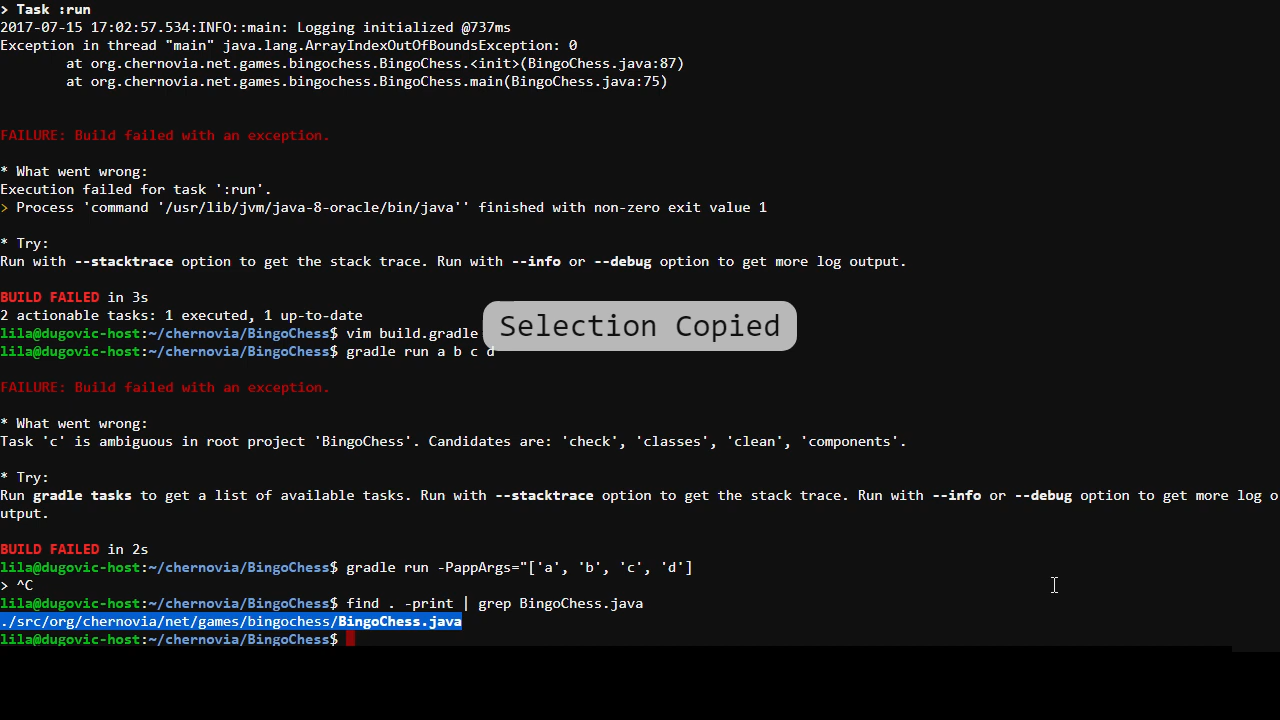 > Task :run
2017-07-15 17:02:57.534:INFO::main: Logging initialized @737ms
Exception in thread "main" java.lang.ArrayIndexOutOfBoundsException: 0
        at org.chernovia.net.games.bingochess.BingoChess.<init>(BingoChess.java:87)
        at org.chernovia.net.games.bingochess.BingoChess.main(BingoChess.java:75)
FAILURE: Build failed with an exception.
* What went wrong:
Execution failed for task ':run'.
> Process 'command '/usr/lib/jvm/java-8-oracle/bin/java'' finished with non-zero exit value 1
* Try:
Run with --stacktrace option to get the stack trace. Run with --info or --debug option to get more log output.
BUILD FAILED in 3s
2 actionable tasks: 1 executed, 1 up-to-date
lila@dugovic-host:~/chernovia/BingoChess$ vim build.gradle
Selection Copied
lila@dugovic-host:~/chernovia/BingoChess$ gradle run a b c d
FAILURE: Build failed with an exception.
* What went wrong:
Task 'c' is ambiguous in root project 'BingoChess'. Candidates are: 'check', 'classes', 'clean', 'components'.
* Try:
Run gradle tasks to get a list of available tasks. Run with --stacktrace option to get the stack trace. Run with --info or --debug option to get more log o
utput.
BUILD FAILED in 2s
lila@dugovic-host:~/chernovia/BingoChess$ gradle run -PappArgs="['a', 'b', 'c', 'd']
> ^C
lila@dugovic-host:~/chernovia/BingoChess$ find . -print | grep BingoChess.java
./src/org/chernovia/net/games/bingochess/BingoChess.java
lila@dugovic-host:~/chernovia/BingoChess$